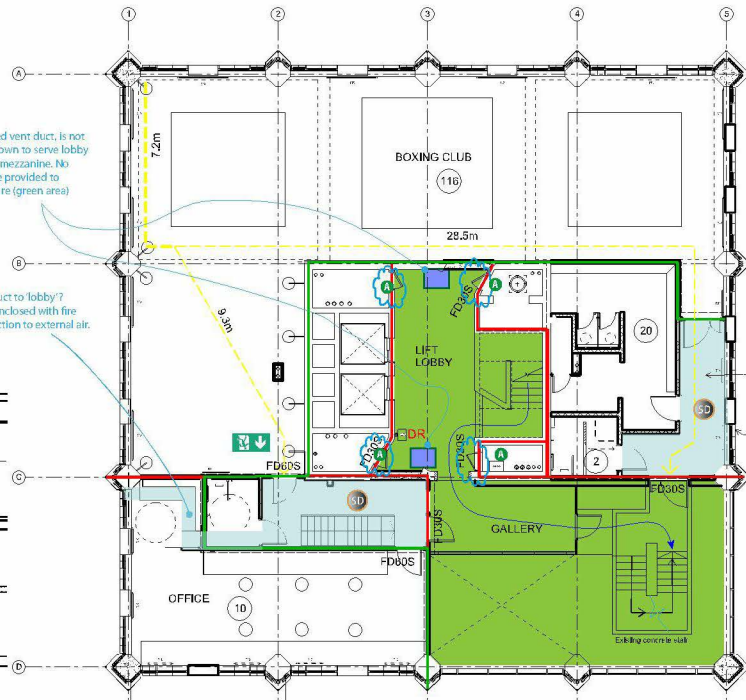 1 2 3 4 5
A
ed vent duct, is not
own to serve lobby
mezzanine. No
e provided to
re (green area)
7.2m
BOXING CLUB
116
28.5m
B
A
A
FD30S
uct to 'lobby'?
nclosed with fire
ction to external air.
9.3m
20
LIFT
LOBBY
SD
DR
FD30S
A
FD30S
A
2
FD60S
C
FD30S
SD
GALLERY
FD30S
FD60S
OFFICE
10
Existing concrete stair
D